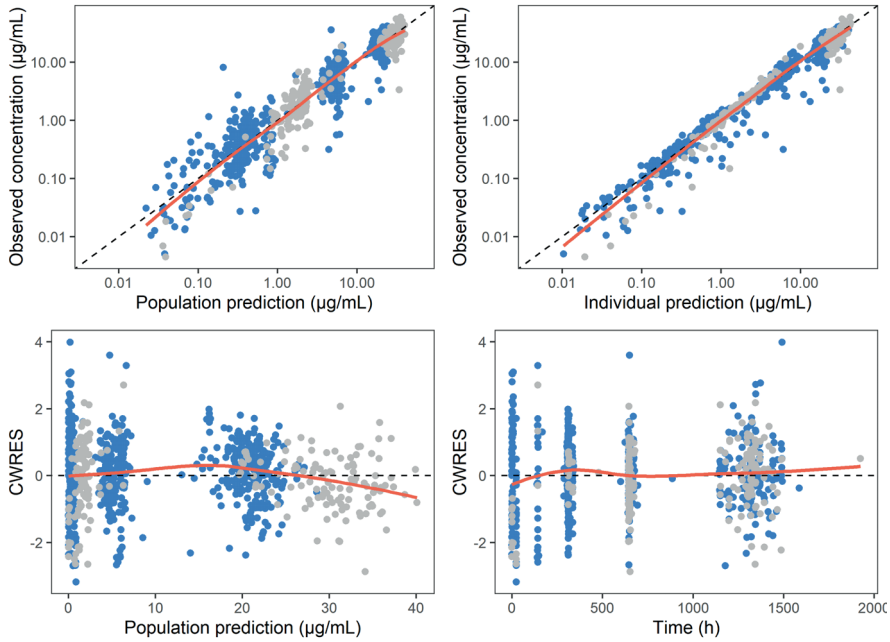 Observed concentration (µg/mL)
10.00
1.00
0.10
0.01
0.01 0.10 1.00 10.00
Population prediction (µg/mL)
Observed concentration (µg/mL)
10.00
1.00
0.10
0.01
0.01 0.10 1.00 10.00
Individual prediction (µg/mL)
CWRES
4
2
0
-2
0 10 20 30 40
Population prediction (µg/mL)
CWRES
4
2
0
-2
0 500 1000 1500 2000
Time (h)